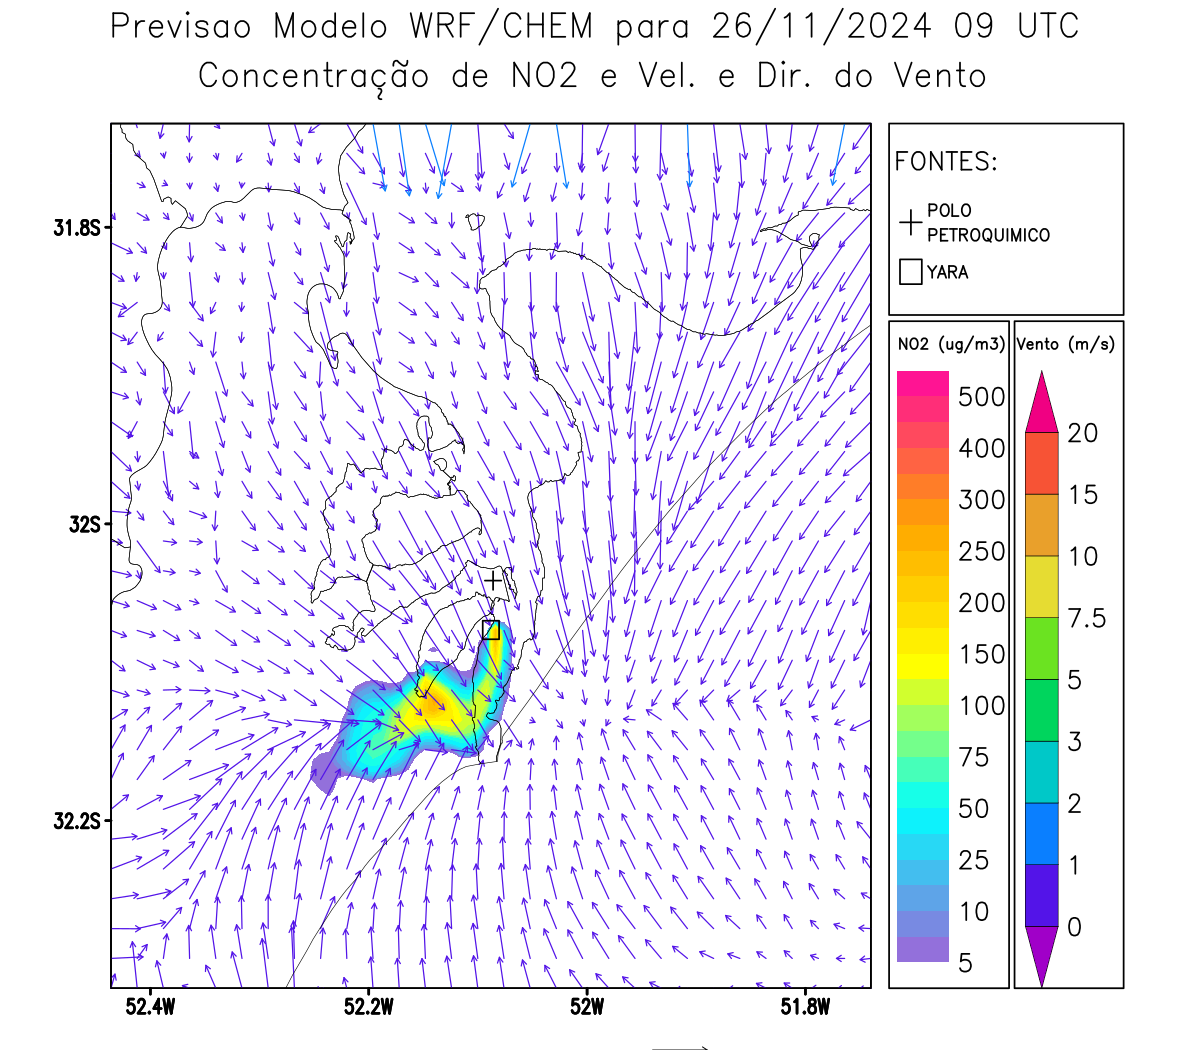 Previsao Modelo WRF/CHEM para 26/11/2024 09 UTC
Concentração de NO2 e Vel. e Dir. do Vento
FONTES:
POLO
PETROQUIMICO
YARA
NO2 (ug/m3)
500
400
300
250
200
150
100
75
50
25
10
5
Vento (m/s)
20
15
10
7.5
5
3
2
1
0
31.8S
32S
32.2S
52.4W
52.2W
52W
51.8W